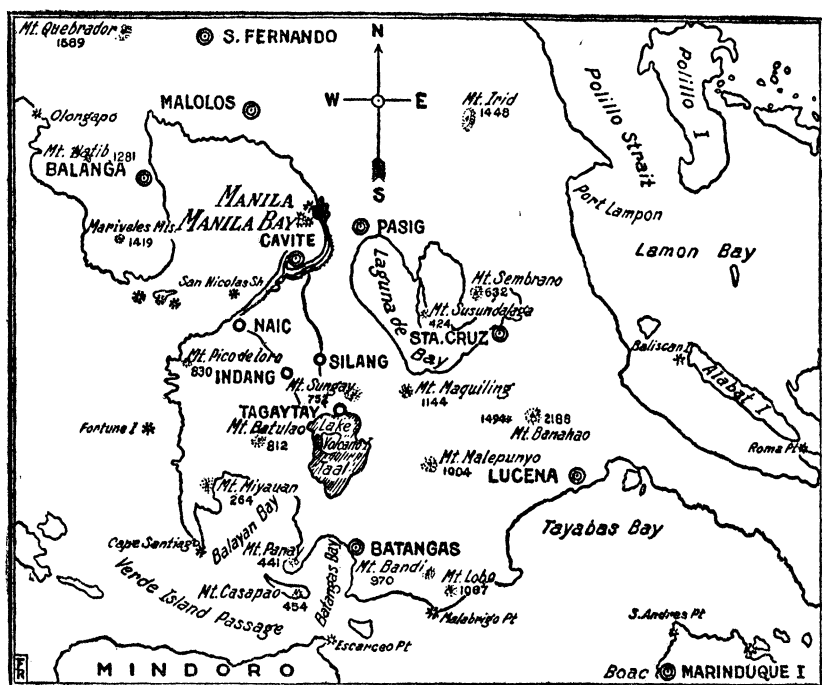 Mt. Quebrador
1689
S. FERNANDO
N
MALOLOS
W
E
S
Mt. Irid
1448
Polillo Strait
Polillo I
Olongapo
Mt. Natib 1281
BALANGA
MANILA
MANILA BAY
Port Lampon
Marivales Mts.
1419
CAVITE
PASIG
Lamon Bay
San Nicolas Sh
Laguna de
Bay
Mt. Sembrano
632
Mt. Susundalaga
424
STA. CRUZ
NAIC
Mt. Pico de loro
830
INDANG
SILANG
Baliscan I
Alabat I
Mt. Sungay
752
Mt. Maquiling
1144
TAGAYTAY
Fortune I
Mt. Batulao
812
Lake
Volcano I
Taal
1494
2188
Mt. Banahao
Roma Pt
Mt. Malepunyo
1004
LUCENA
Mt. Miyauan
264
Balayan Bay
Tayabas Bay
Cape Santiago
Mt. Panay
441
BATANGAS
Mt. Bandi
970
Mt. Lobo
1087
Verde Island Passage
Mt. Casapao
454
Batangas Bay
Malabrigo Pt
S. Andres Pt
Escarceo Pt
MINDORO
Boac
MARINDUQUE I